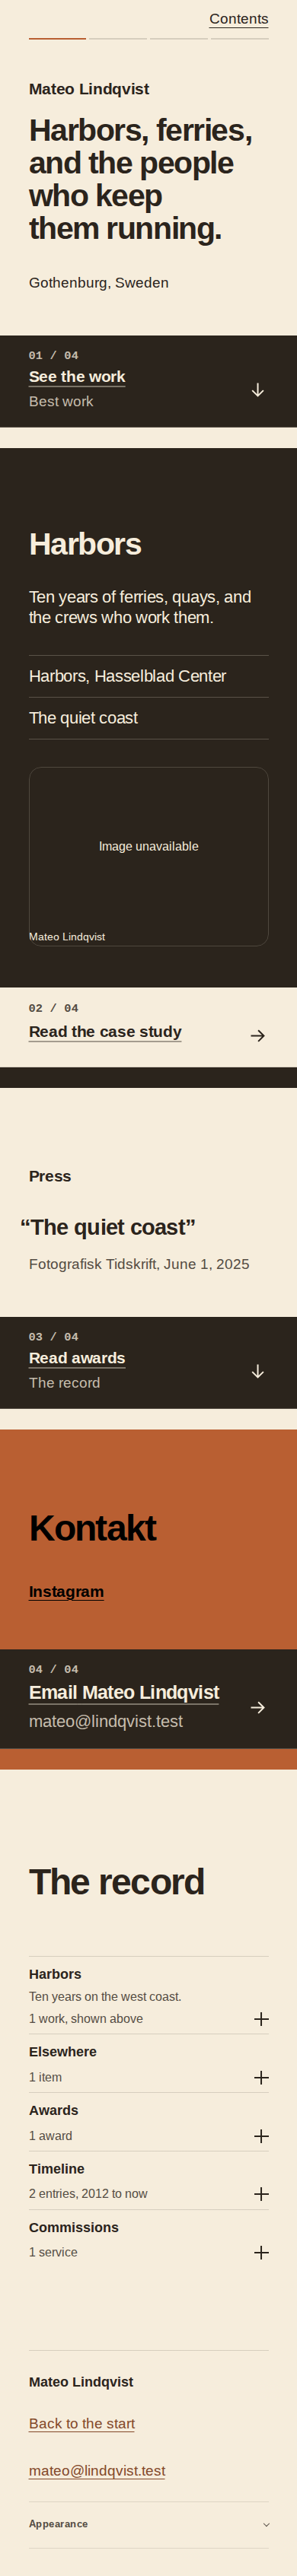 Contents
Mateo Lindqvist
Harbors, ferries,
and the people
who keep
them running.
Gothenburg, Sweden
01 / 04
See the work
Best work
Harbors
Ten years of ferries, quays, and
the crews who work them.
Harbors, Hasselblad Center
The quiet coast
Image unavailable
Mateo Lindqvist
02 / 04
Read the case study
Press
“The quiet coast”
Fotografisk Tidskrift, June 1, 2025
03 / 04
Read awards
The record
Kontakt
Instagram
04 / 04
Email Mateo Lindqvist
mateo@lindqvist.test
The record
Harbors
Ten years on the west coast.
1 work, shown above
Elsewhere
1 item
Awards
1 award
Timeline
2 entries, 2012 to now
Commissions
1 service
Mateo Lindqvist
Back to the start
mateo@lindqvist.test
Appearance